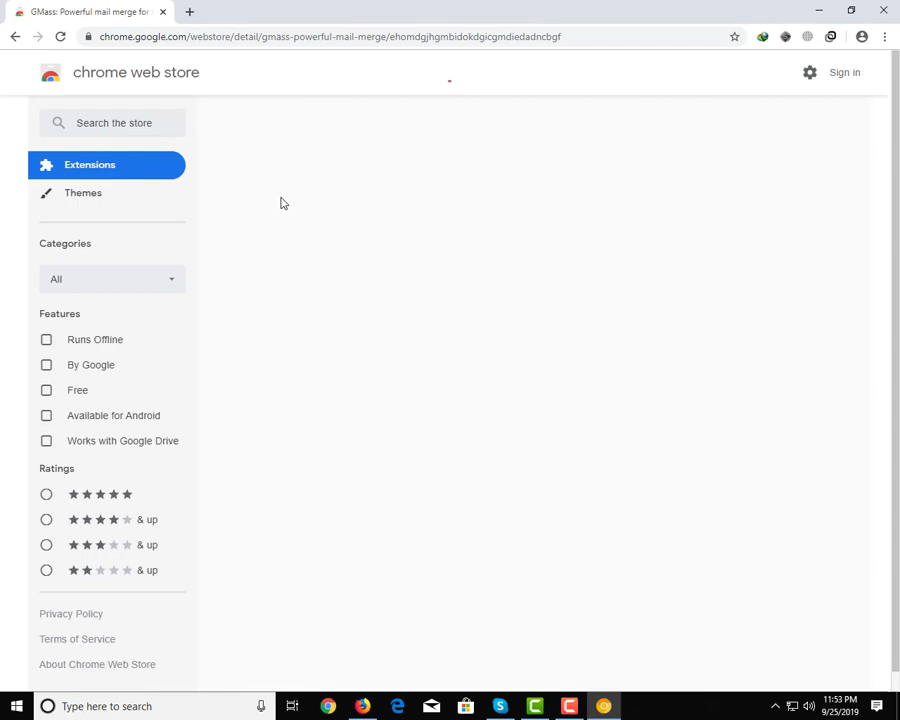 GMass: Powerful mail merge for
chrome.google.com/webstore/detail/gmass-powerful-mail-merge/ehomdgjhgmbidokdgicgmdiedadncbgf
chrome web store
Sign in
Search the store
Extensions
Themes
Categories
All
Features
Runs Offline
By Google
Free
Available for Android
Works with Google Drive
Ratings
& up
& up
& up
Privacy Policy
Terms of Service
About Chrome Web Store
Type here to search
11:53 PM
9/25/2019